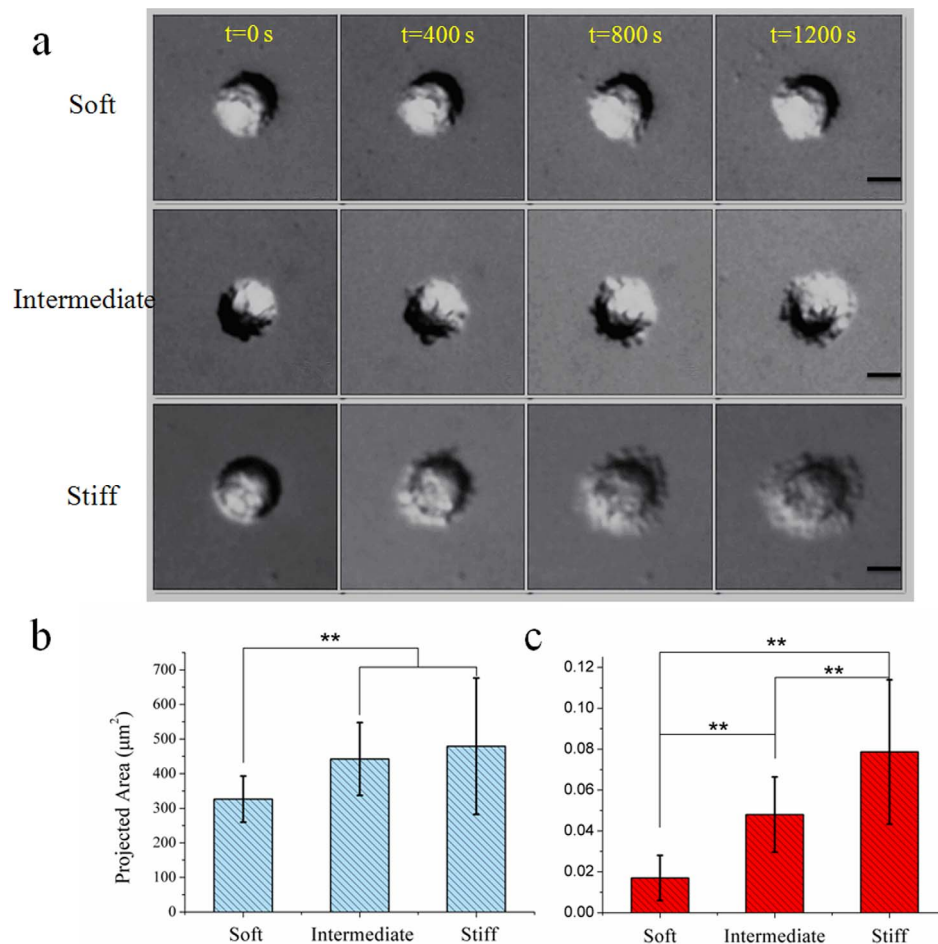 a
t=0 s
t=400 s
t=800 s
t=1200 s
Soft
Intermediate
Stiff
b
**
Projected Area (μm²)
700
600
500
400
300
200
100
0
Soft
Intermediate
Stiff
c
**
**
**
0.12
0.10
0.08
0.06
0.04
0.02
0.00
Soft
Intermediate
Stiff